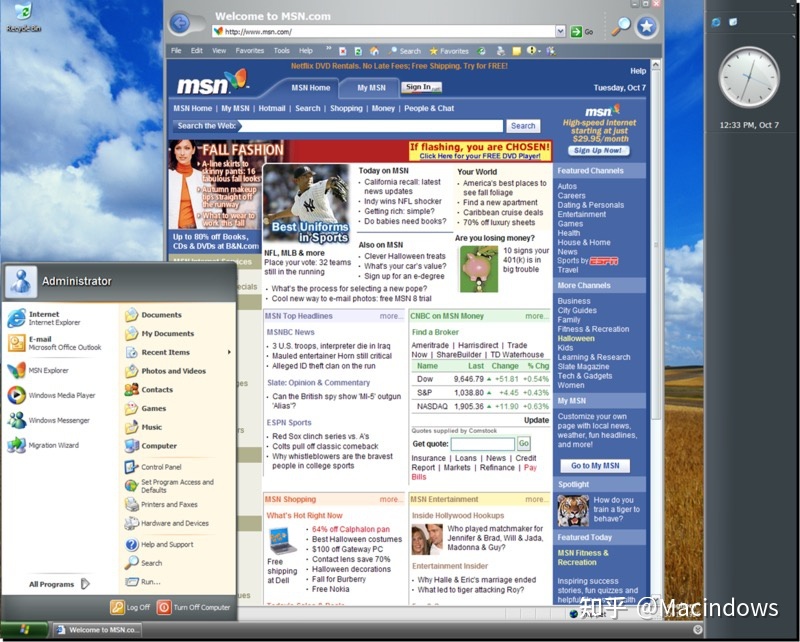 Recycle Bin
Welcome to MSN.com
http://www.msn.com/
Go
File Edit View Favorites Tools Help
Search Favorites
Netflix DVD Rentals. No Late Fees; Free Shipping. Try for FREE!
Help
msn
MSN Home
My MSN
Sign In
Tuesday, Oct 7
MSN Home | My MSN | Hotmail | Search | Shopping | Money | People & Chat
Search the Web:
Search
msn
High-speed Internet
starting at just
$29.95/month
Sign Up Now!
12:33 PM, Oct 7
FALL FASHION
A-line skirts to
skinny pants: 16
fabulous fall looks
Autumn makeup
tips straight off
the runway
What to wear to
work this fall
Up to 80% off Books,
CDs & DVDs at B&N.com
MSN Internet Services
If flashing, you are CHOSEN!
Click Here for your FREE DVD Player!
Best Uniforms
in Sports
NFL, MLB & more
Place your vote: 32 teams
still in the running
What's the process for selecting a new pope?
Cool new way to e-mail photos: free MSN 8 trial
Today on MSN
California recall: latest
news updates
Indy wins NFL shocker
Getting rich: simple?
Do babies need books?
Also on MSN
Clever Halloween treats
What's your car's value?
Sign up for an e-degree
Your World
America's best places to
see fall foliage
Find a new apartment
Caribbean cruise deals
70% off luxury sheets
Are you losing money?
10 signs your
401(k) is in
big trouble
Featured Channels
Autos
Careers
Dating & Personals
Entertainment
Games
Health
House & Home
News
Sports by ESPN
Travel
More Channels
Business
City Guides
Family
Fitness & Recreation
Halloween
Kids
Learning & Research
Slate Magazine
Tech & Gadgets
Women
My MSN
Customize your own
page with local news,
weather, fun headlines,
and more!
Go to My MSN
Spotlight
How do you
train a tiger to
behave?
Featured Today
MSN Fitness &
Recreation
Inspiring success
stories, fun quizzes and
MSN Top Headlines more...
MSNBC News
3 U.S. troops, interpreter die in Iraq
Mauled entertainer Horn still critical
Alleged ID theft clan on the run
Slate: Opinion & Commentary
Can the British spy show 'MI-5' outgun
'Alias'?
ESPN Sports
Red Sox clinch series vs. A's
Colts pull off classic comeback
Why whistleblowers are the bravest
people in college sports
CNBC on MSN Money more...
Find a Broker
Ameritrade | Harrisdirect | Trade
Now | ShareBuilder | TD Waterhouse
Name Last Change % Chg
Dow 9,646.79 +51.81 +0.54%
S&P 1,038.80 +4.45 +0.43%
NASDAQ 1,905.36 +11.90 +0.63%
Update
Quotes supplied by Comstock
Get quote: Go
Insurance | Loans | News | Credit
Report | Markets | Refinance | Pay
Bills
MSN Shopping more...
What's Hot Right Now
Free
shipping
at Dell
64% off Calphalon pan
Best Halloween costumes
$100 off Gateway PC
Contact lens save 70%
Halloween decorations
Fall for Burberry
Free Nokia
MSN Entertainment more...
Inside Hollywood Hookups
Who played matchmaker for
Jennifer & Brad, Will & Jada,
Madonna & Guy?
Entertainment Insider
Why Halle & Eric's marriage ended
What led to tiger attacking Roy?
Administrator
Internet
Internet Explorer
E-mail
Microsoft Office Outlook
MSN Explorer
Windows Media Player
Windows Messenger
Migration Wizard
All Programs
Documents
My Documents
Recent Items
Photos and Videos
Contacts
Games
Music
Computer
Control Panel
Set Program Access and
Defaults
Printers and Faxes
Hardware and Devices
Help and Support
Search
Run...
Log Off Turn Off Computer
start
Welcome to MSN.co...
知乎 @Macindows